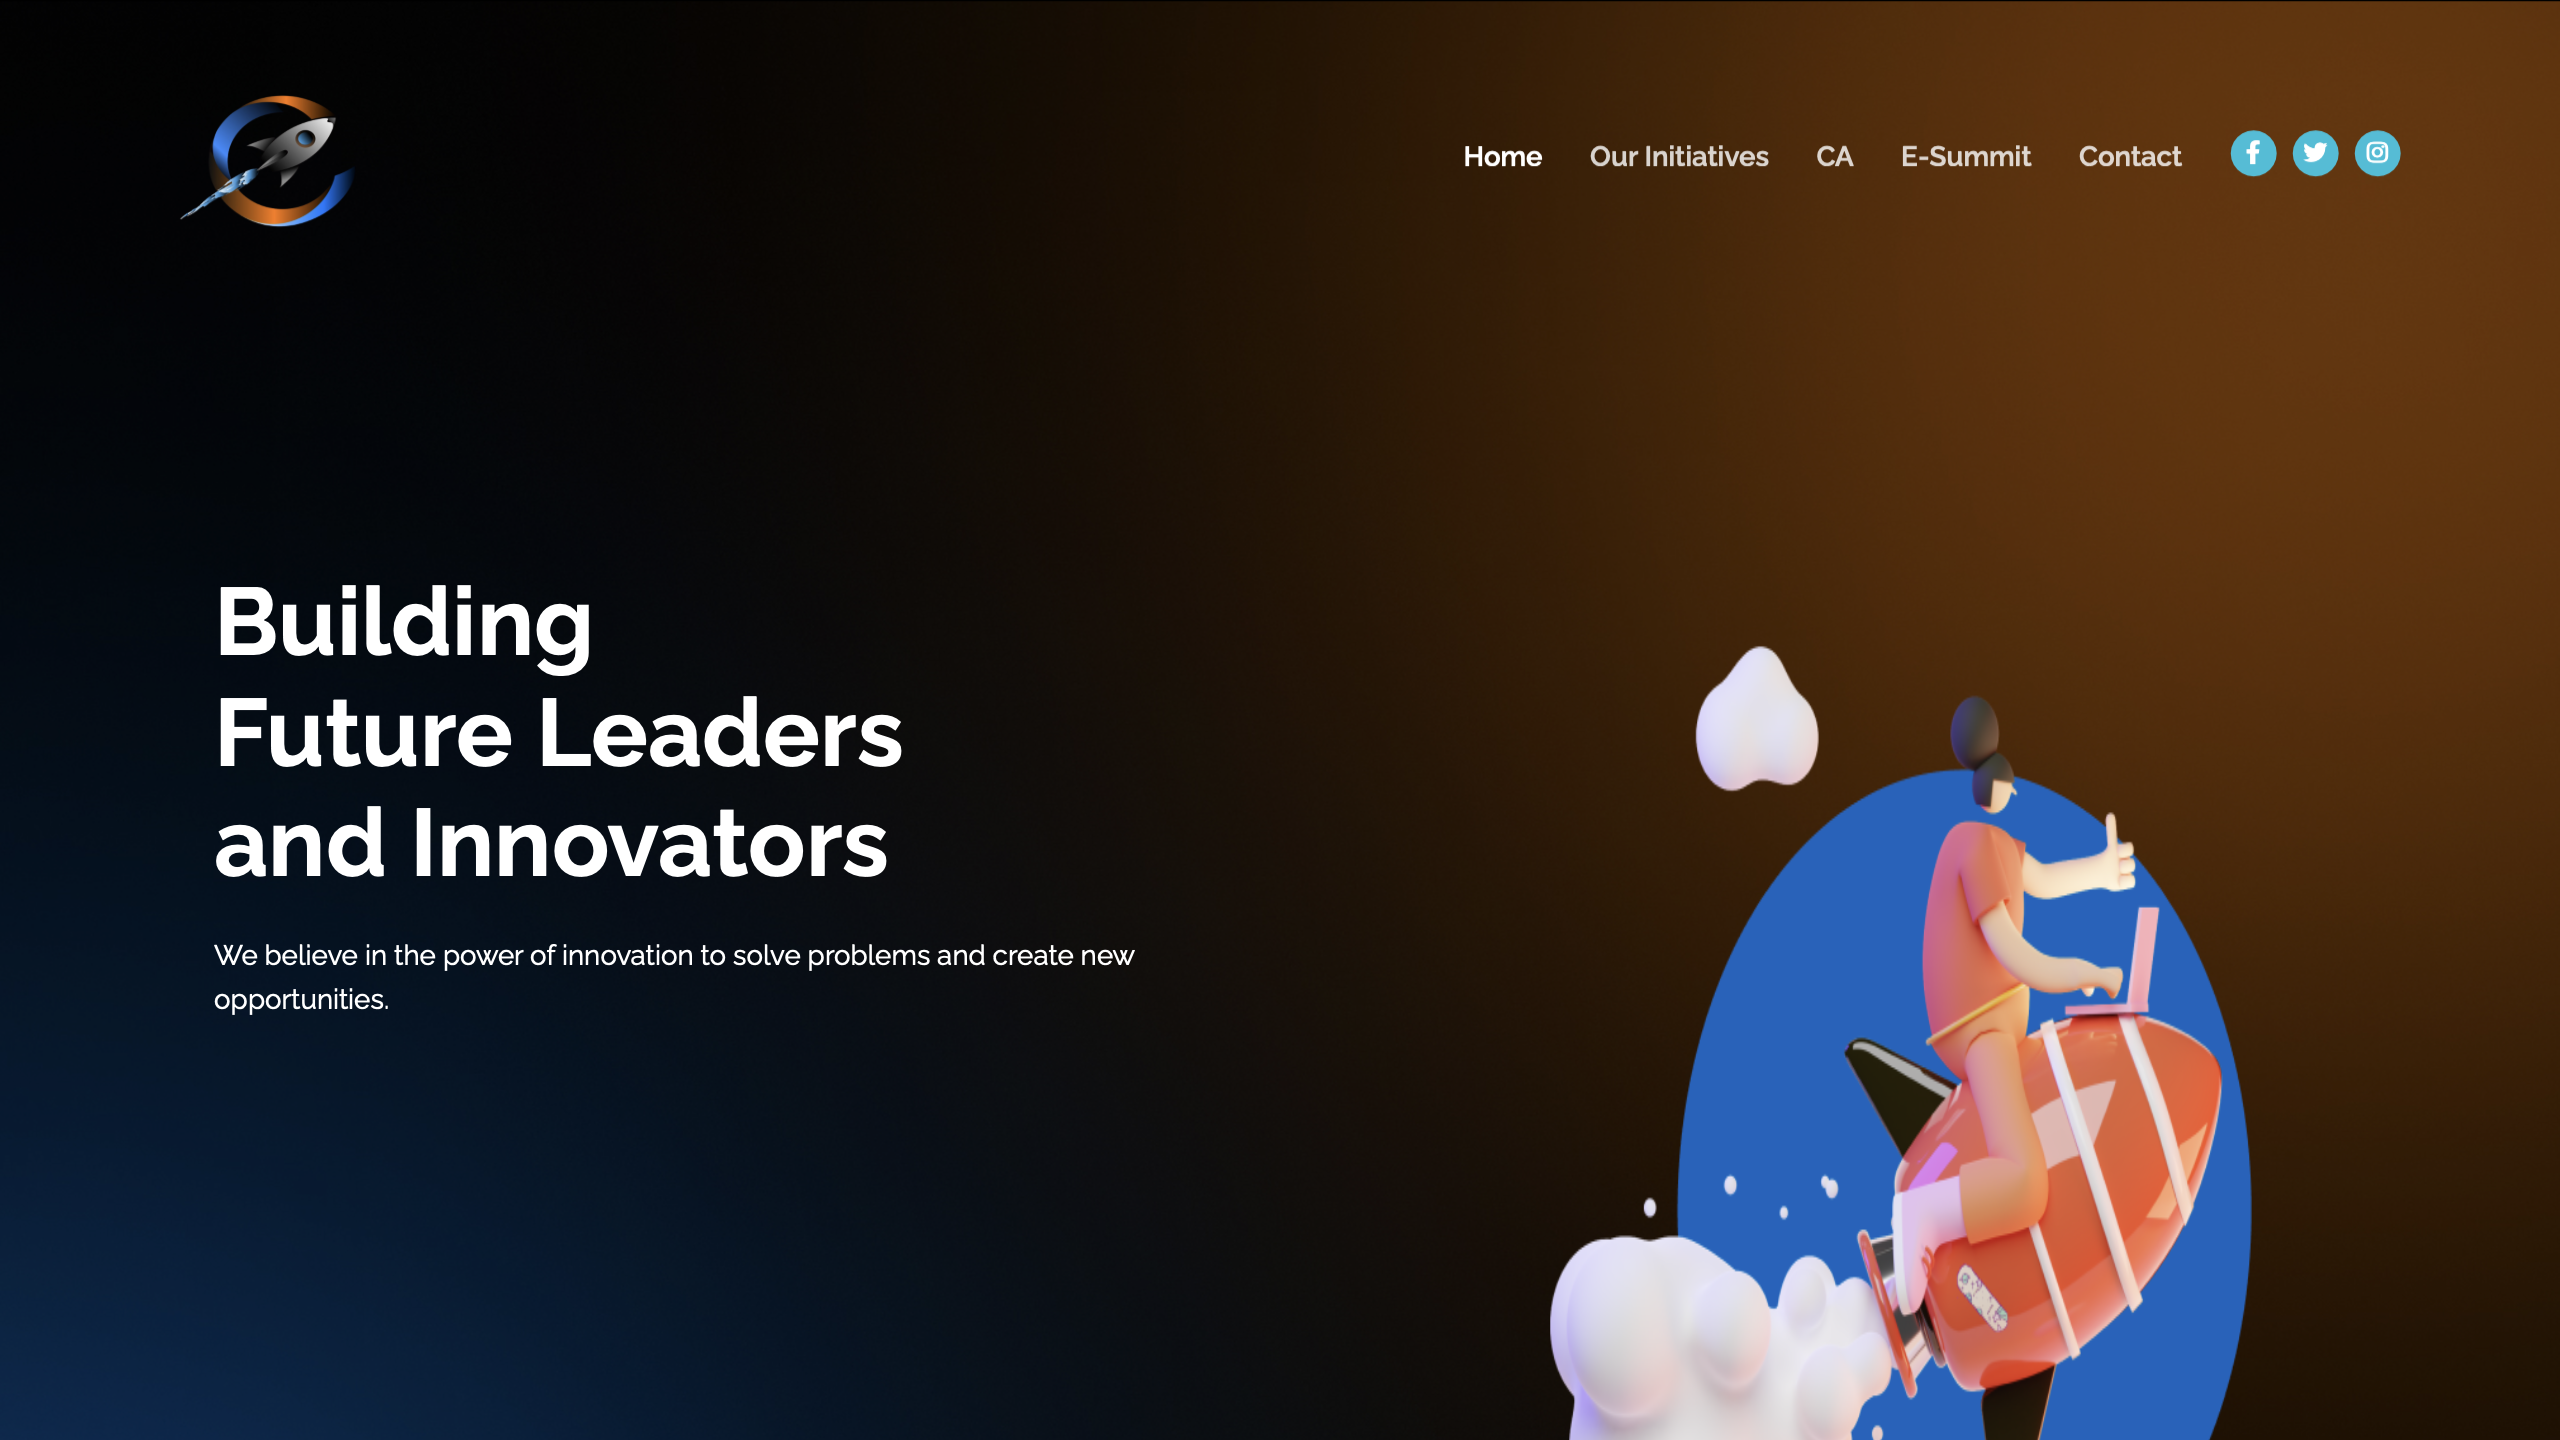 Home Our Initiatives CA E-Summit Contact
Building
Future Leaders
and Innovators
We believe in the power of innovation to solve problems and create new
opportunities.